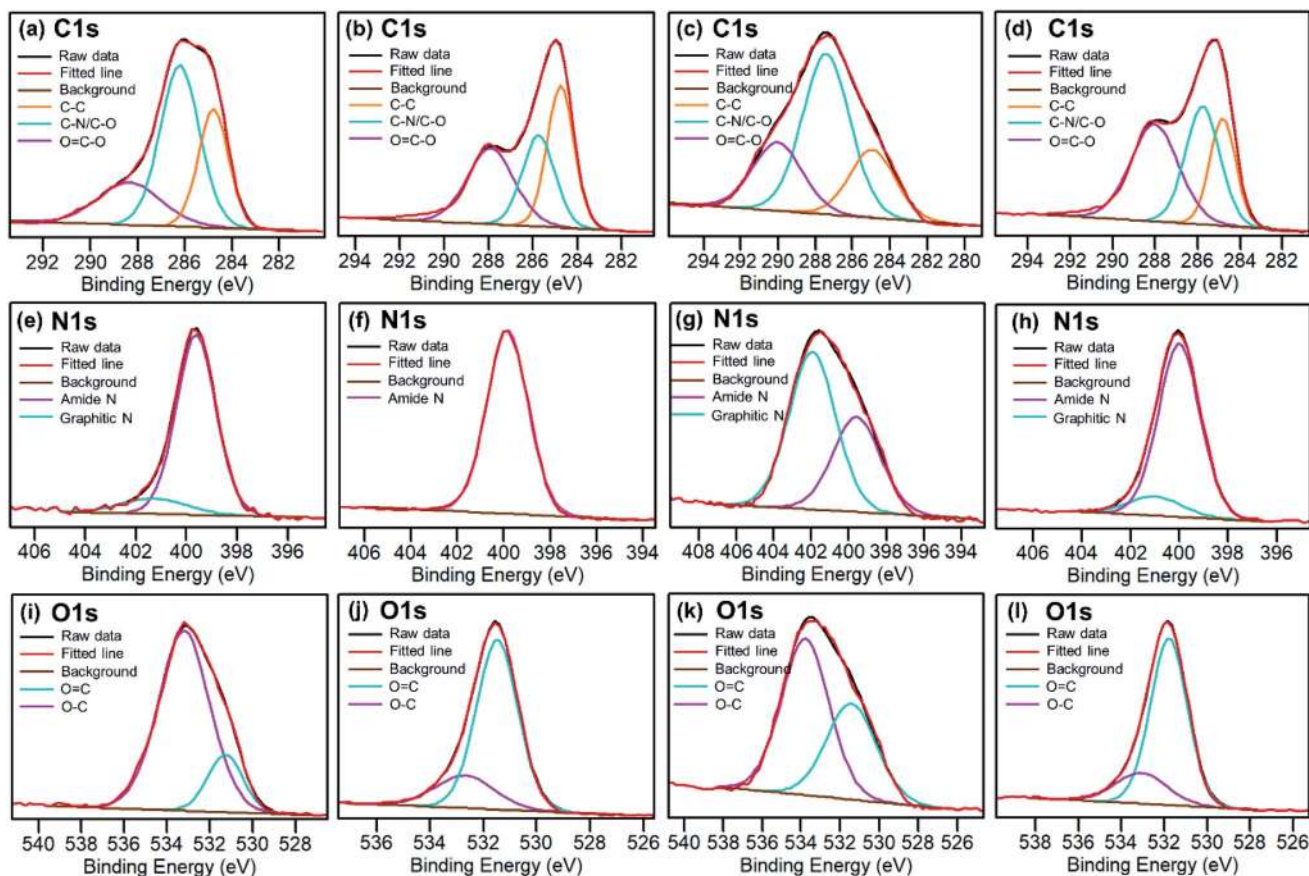 (a) C1s
Raw data
Fitted line
Background
C-C
C-N/C-O
O=C-O
292 290 288 286 284 282
Binding Energy (eV)
(b) C1s
Raw data
Fitted line
Background
C-C
C-N/C-O
O=C-O
294 292 290 288 286 284 282
Binding Energy (eV)
(c) C1s
Raw data
Fitted line
Background
C-C
C-N/C-O
O=C-O
294 292 290 288 286 284 282 280
Binding Energy (eV)
(d) C1s
Raw data
Fitted line
Background
C-C
C-N/C-O
O=C-O
294 292 290 288 286 284 282
Binding Energy (eV)
(e) N1s
Raw data
Fitted line
Background
Amide N
Graphitic N
406 404 402 400 398 396
Binding Energy (eV)
(f) N1s
Raw data
Fitted line
Background
Amide N
406 404 402 400 398 396 394
Binding Energy (eV)
(g) N1s
Raw data
Fitted line
Background
Amide N
Graphitic N
408 406 404 402 400 398 396 394
Binding Energy (eV)
(h) N1s
Raw data
Fitted line
Background
Amide N
Graphitic N
406 404 402 400 398 396
Binding Energy (eV)
(i) O1s
Raw data
Fitted line
Background
O=C
O-C
540 538 536 534 532 530 528
Binding Energy (eV)
(j) O1s
Raw data
Fitted line
Background
O=C
O-C
536 534 532 530 528 526
Binding Energy (eV)
(k) O1s
Raw data
Fitted line
Background
O=C
O-C
540 538 536 534 532 530 528 526
Binding Energy (eV)
(l) O1s
Raw data
Fitted line
Background
O=C
O-C
538 536 534 532 530 528 526
Binding Energy (eV)